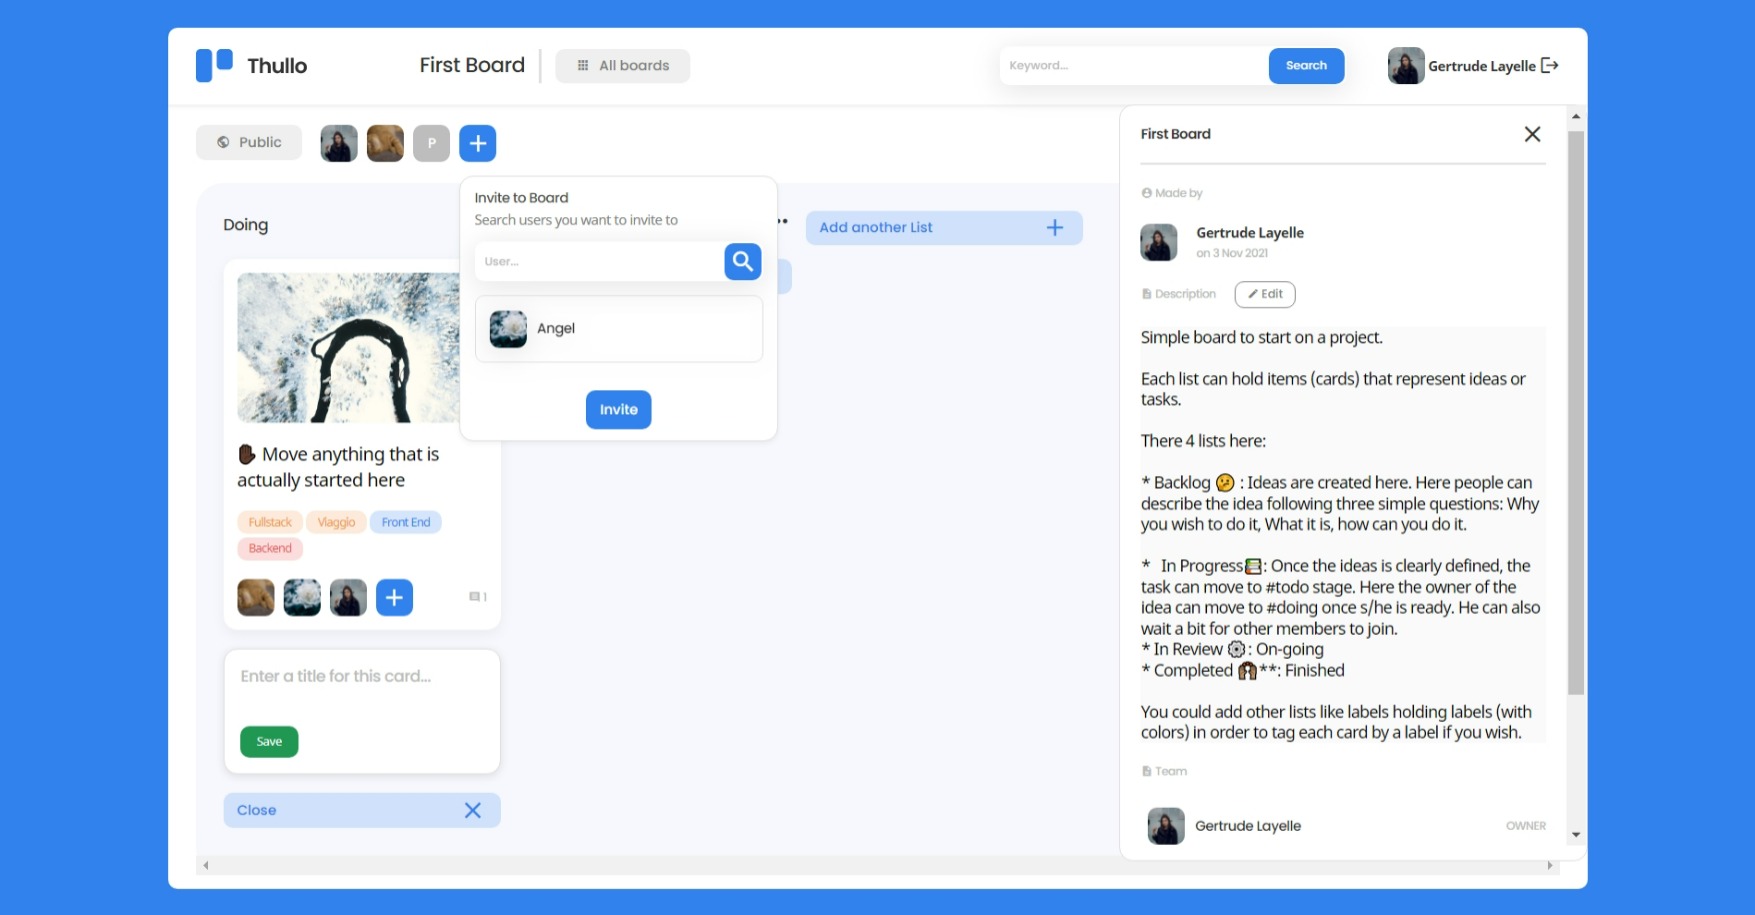 Thullo
First Board
All boards
Keyword...
Search
Gertrude Layelle
Public
P
Invite to Board
Search users you want to invite to
User...
Angel
Invite
Doing
Add another List
✋🏿 Move anything that is
actually started here
Fullstack
Viaggio
Front End
Backend
1
Enter a title for this card...
Save
Close
First Board
Made by
Gertrude Layelle
on 3 Nov 2021
Description
Edit
Simple board to start on a project.
Each list can hold items (cards) that represent ideas or
tasks.
There 4 lists here:
* Backlog 🤔 : Ideas are created here. Here people can
describe the idea following three simple questions: Why
you wish to do it, What it is, how can you do it.
* In Progress📚: Once the ideas is clearly defined, the
task can move to #todo stage. Here the owner of the
idea can move to #doing once s/he is ready. He can also
wait a bit for other members to join.
* In Review ⚙️: On-going
* Completed 🙌🏽**: Finished
You could add other lists like labels holding labels (with
colors) in order to tag each card by a label if you wish.
Team
Gertrude Layelle
OWNER